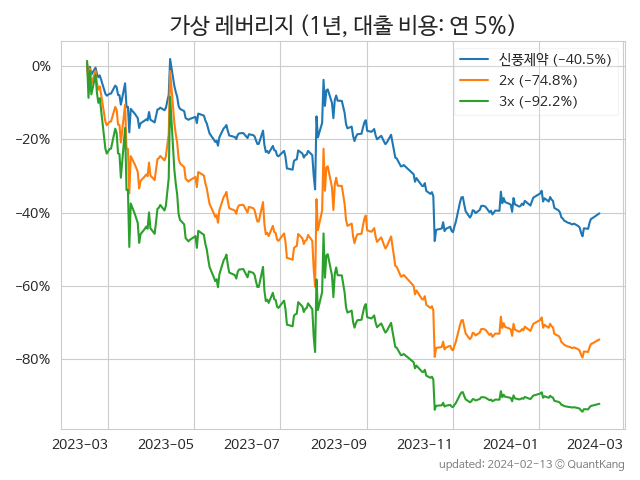 가상 레버리지 (1년, 대출 비용: 연 5%)
신풍제약 (−40.5%)
2x (−74.8%)
3x (−92.2%)
0%
−20%
−40%
−60%
−80%
2023−03 2023−05 2023−07 2023−09 2023−11 2024−01 2024−03
updated: 2024-02-13 © QuantKang